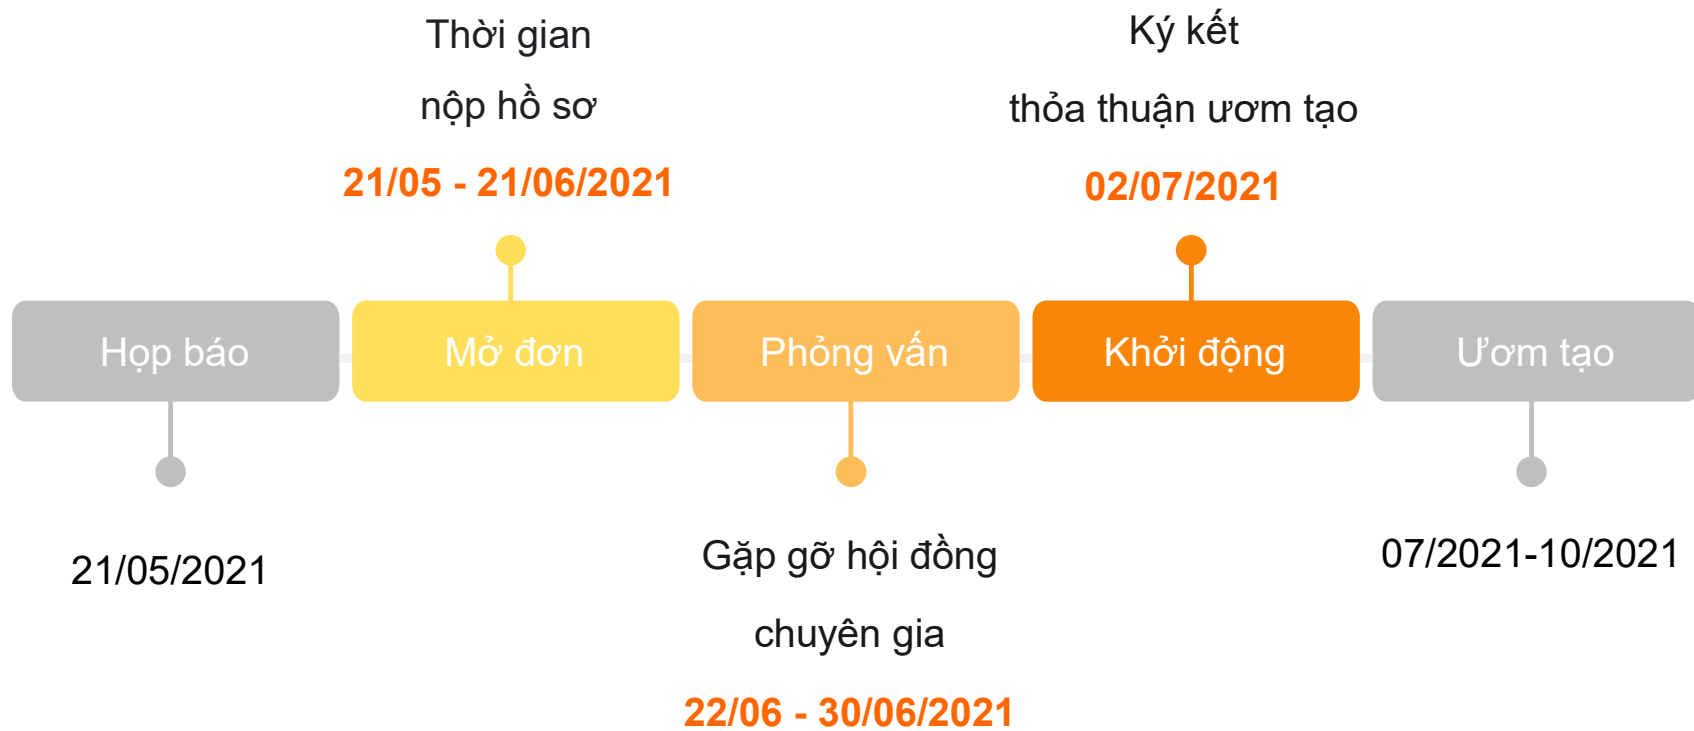 Thời gian
nộp hồ sơ
21/05 - 21/06/2021
Ký kết
thỏa thuận ươm tạo
02/07/2021
Họp báo
Mở đơn
Phỏng vấn
Khởi động
Ươm tạo
21/05/2021
Gặp gỡ hội đồng
chuyên gia
22/06 - 30/06/2021
07/2021-10/2021